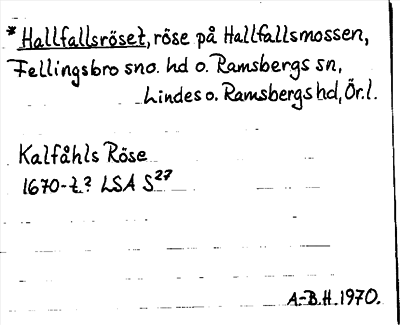 *Hallfallsröset, röse på Hallfallsmossen,
Fellingsbro sn o. hd o. Ramsbergs sn,
Lindes o. Ramsbergs hd, Ör. l.
Kalfåhls Röse
1670-t.? LSA S27
A-B.H. 1970.